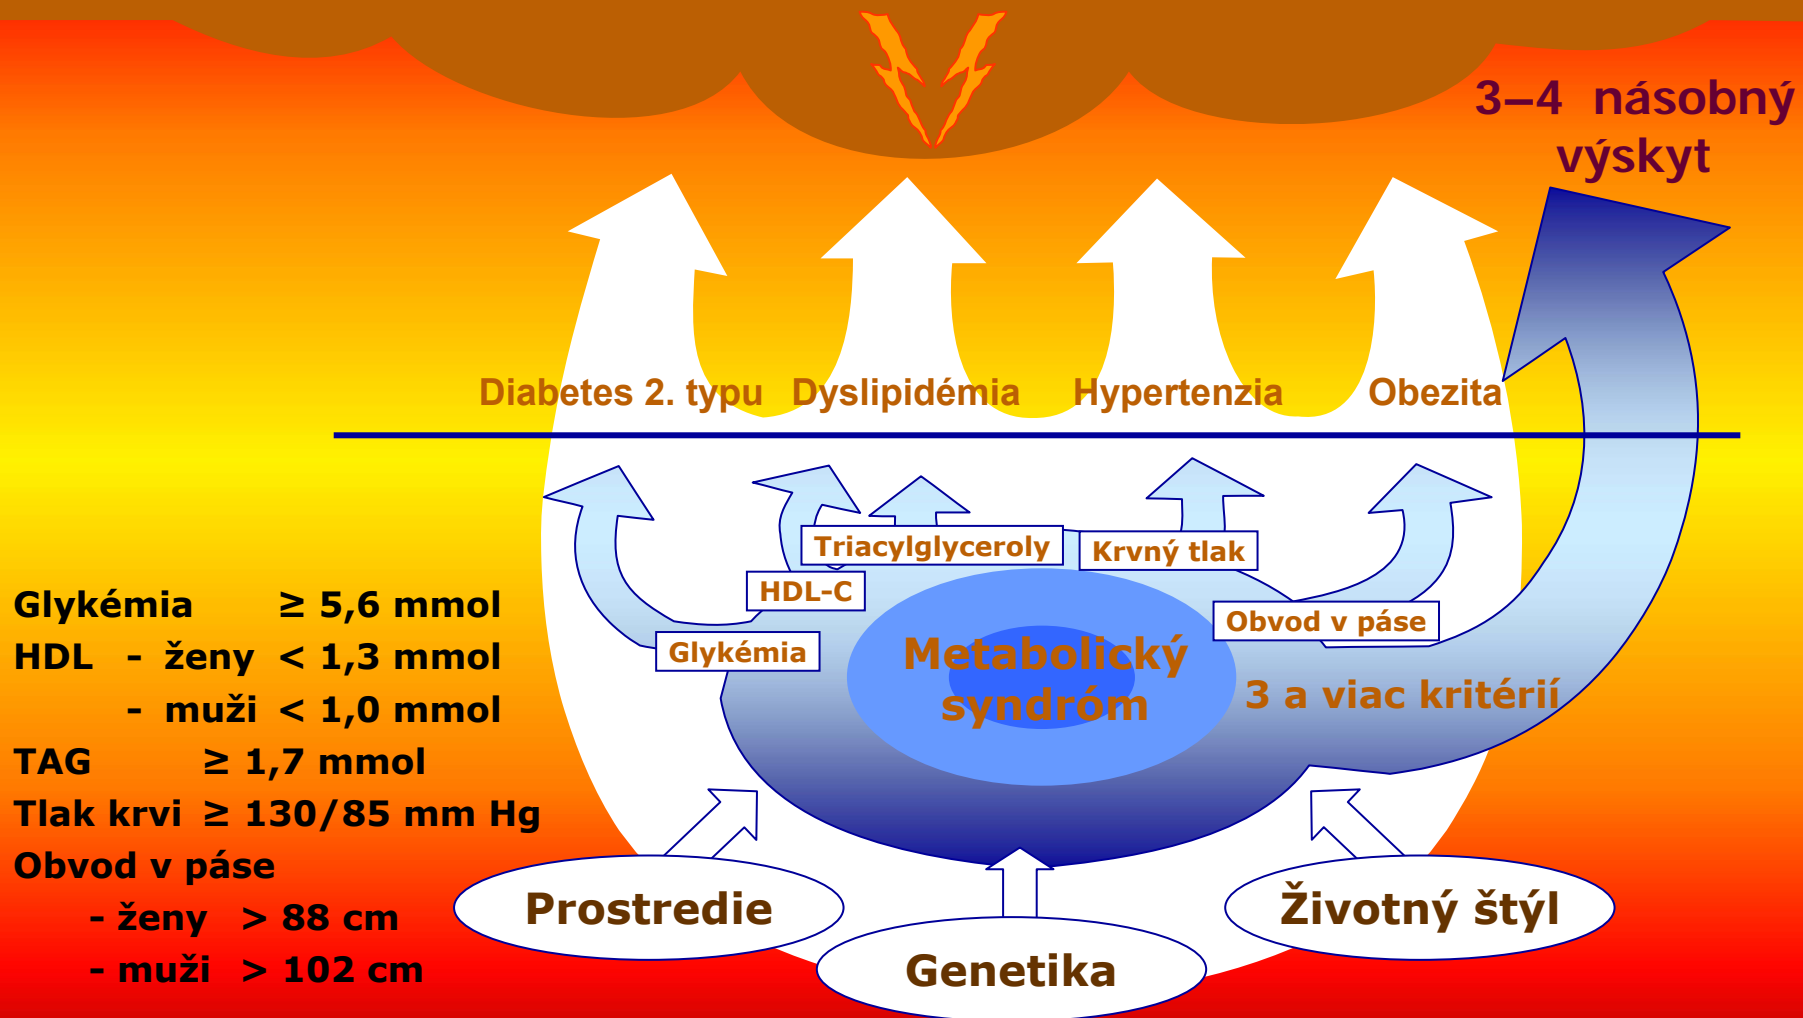 3–4 násobný
výskyt
Diabetes 2. typu
Dyslipidémia
Hypertenzia
Obezita
Triacylglyceroly
Krvný tlak
HDL-C
Obvod v páse
Glykémia
Metabolický
syndróm
3 a viac kritérií
Glykémia ≥ 5,6 mmol
HDL - ženy < 1,3 mmol
- muži < 1,0 mmol
TAG ≥ 1,7 mmol
Tlak krvi ≥ 130/85 mm Hg
Obvod v páse
- ženy > 88 cm
- muži > 102 cm
Prostredie
Genetika
Životný štýl